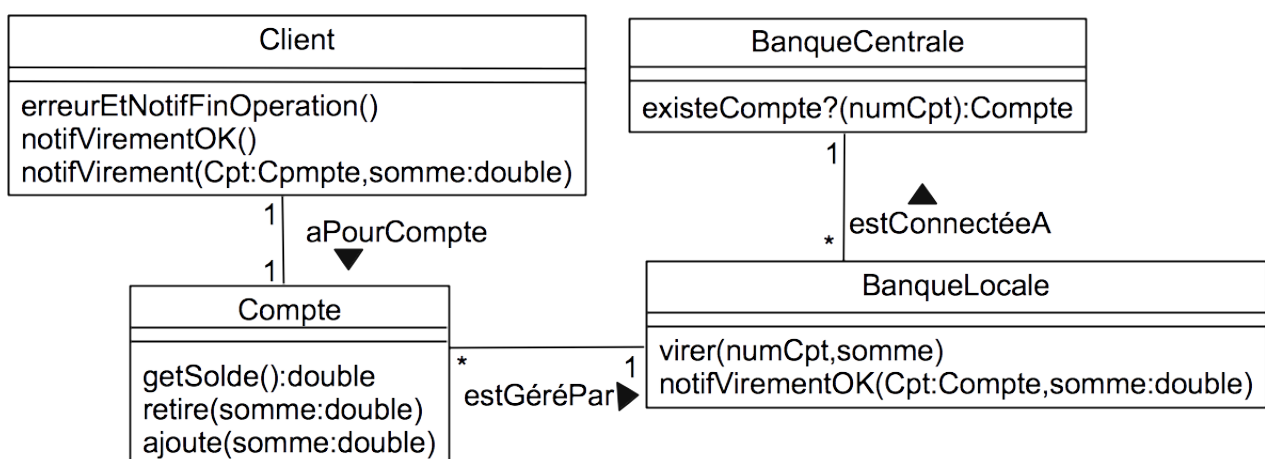 Client
erreurEtNotifFinOperation()
notifVirementOK()
notifVirement(Cpt:Cpmpte,somme:double)
BanqueCentrale
existeCompte?(numCpt):Compte
1
aPourCompte
1
1
estConnectéeA
*
Compte
getSolde():double
retire(somme:double)
ajoute(somme:double)
*
1
estGéréPar
BanqueLocale
virer(numCpt,somme)
notifVirementOK(Cpt:Compte,somme:double)